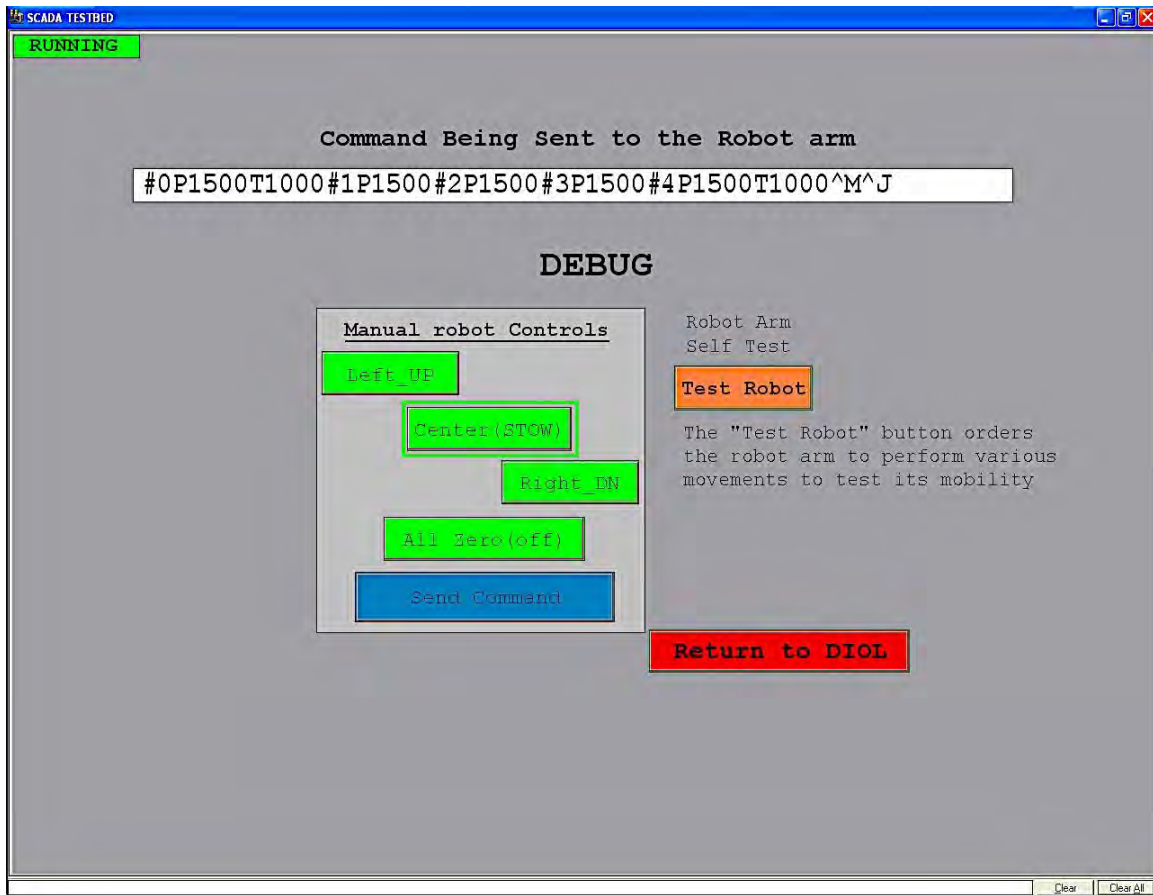 SCADA TESTBED
RUNNING
Command Being Sent to the Robot arm
#0P1500T1000#1P1500#2P1500#3P1500#4P1500T1000^M^J
DEBUG
Manual robot Controls
Left_UP
Center(STOW)
Right_DN
All Zero(off)
Send Command
Robot Arm
Self Test
Test Robot
The "Test Robot" button orders
the robot arm to perform various
movements to test its mobility
Return to DIOL
Clear
Clear All